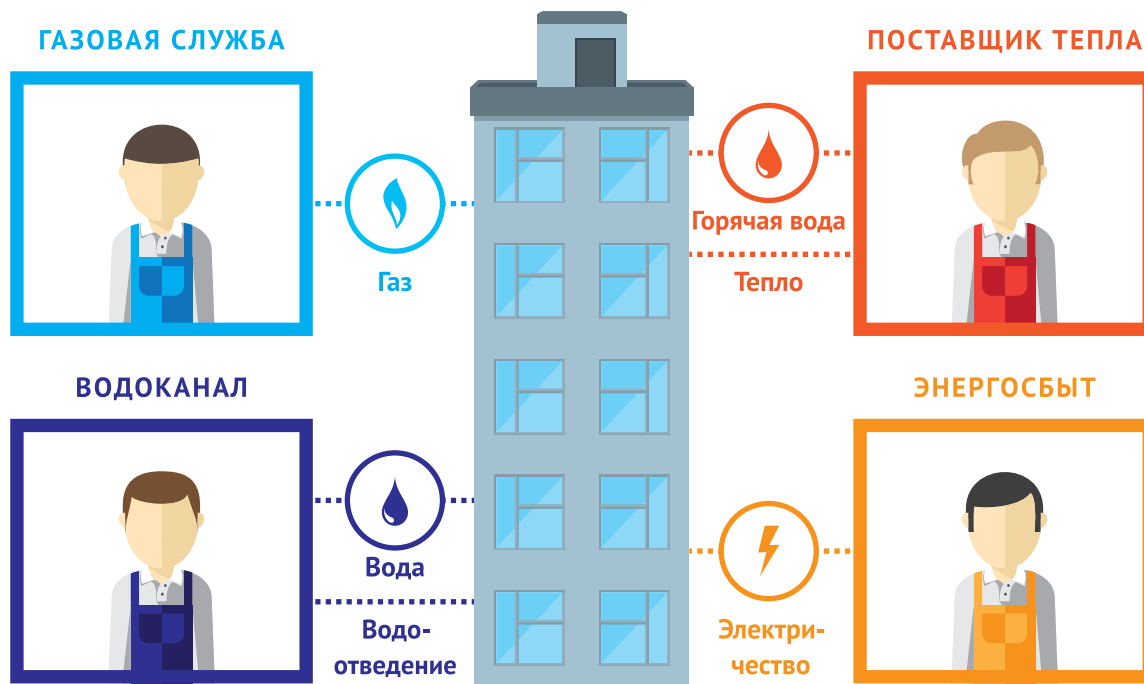 ГАЗОВАЯ СЛУЖБА
ПОСТАВЩИК ТЕПЛА
Газ
Горячая вода
Тепло
ВОДОКАНАЛ
ЭНЕРГОСБЫТ
Вода
Водо-
отведение
Электри-
чество